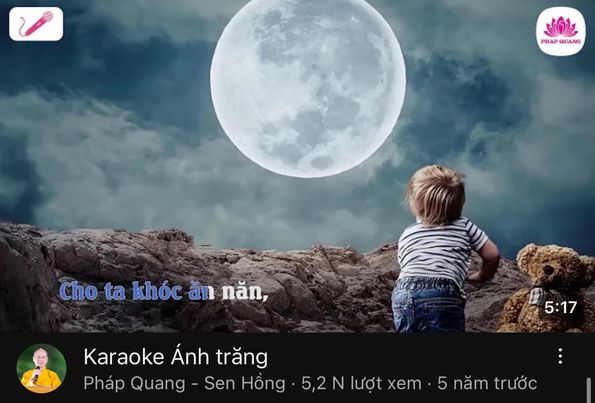 PHÁP QUANG
Cho ta khóc ăn năn,
5:17
Karaoke Ánh trăng
Pháp Quang - Sen Hồng · 5,2 N lượt xem · 5 năm trước